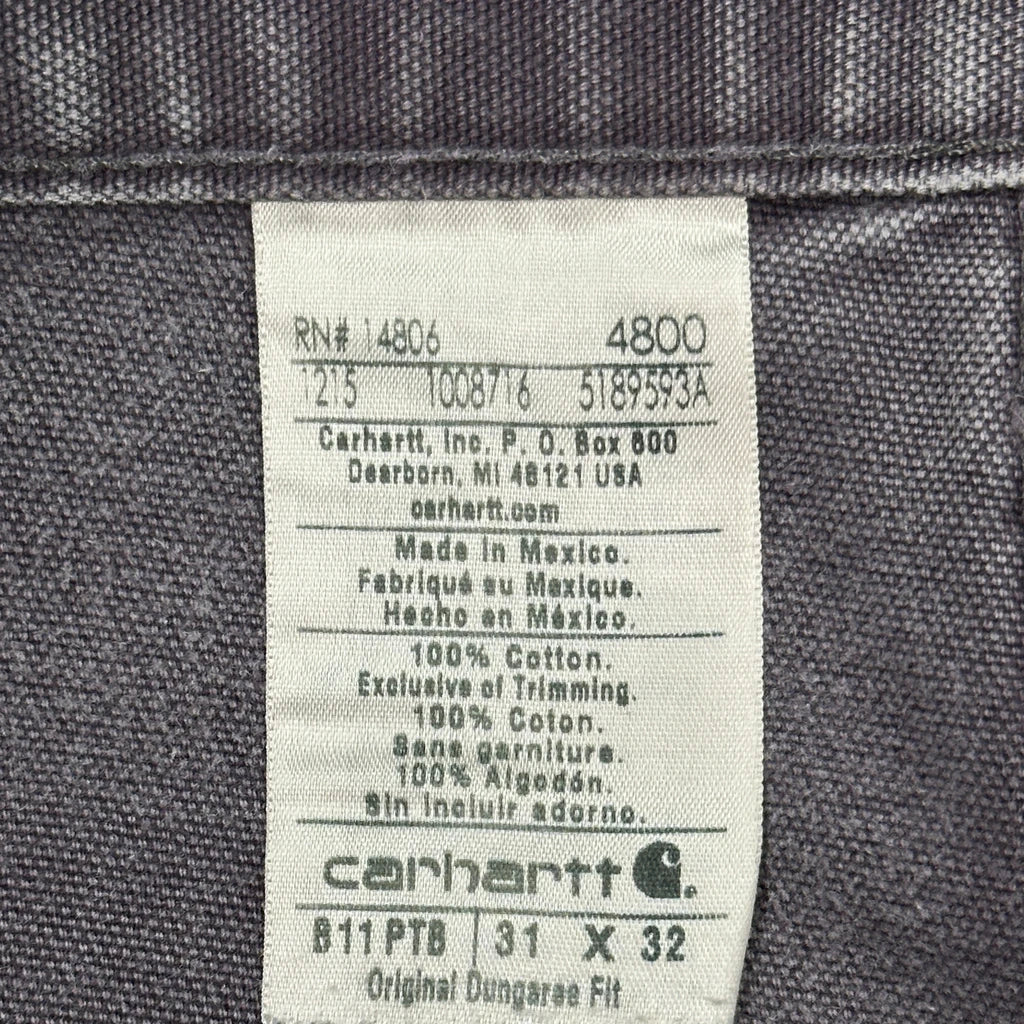 RN# 14806 4800
1215 1008716 5189593A
Carhartt, Inc. P. O. Box 600
Dearborn, MI 48121 USA
carhartt.com
Made in Mexico.
Fabriqué au Mexique.
Hecho en México.
100% Cotton.
Exclusive of Trimming.
100% Coton.
Sans garniture.
100% Algodón.
Sin incluir adorno.
carhartt
B11 PTB 31 X 32
Original Dungaree Fit